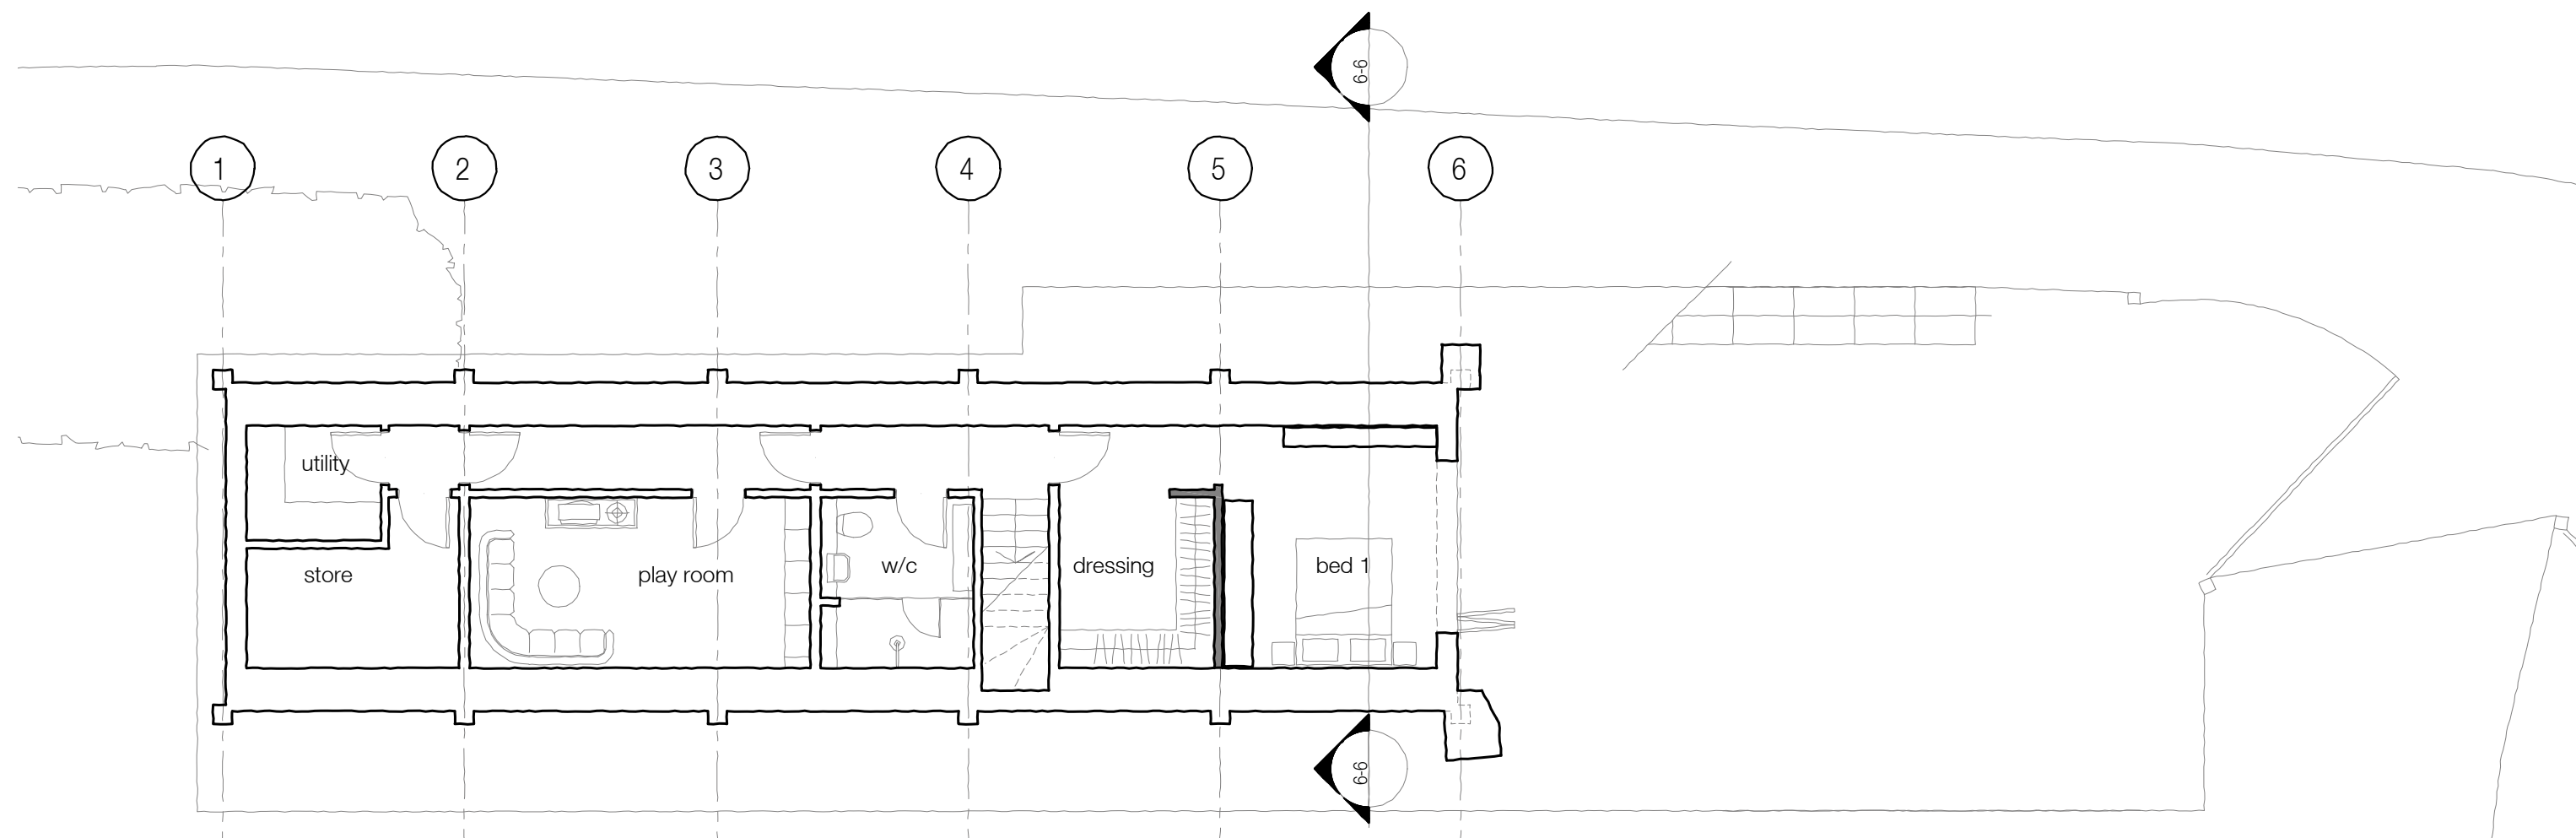 6-6
1 2 3 4 5 6
utility
store
play room
w/c
dressing
bed 1
6-6